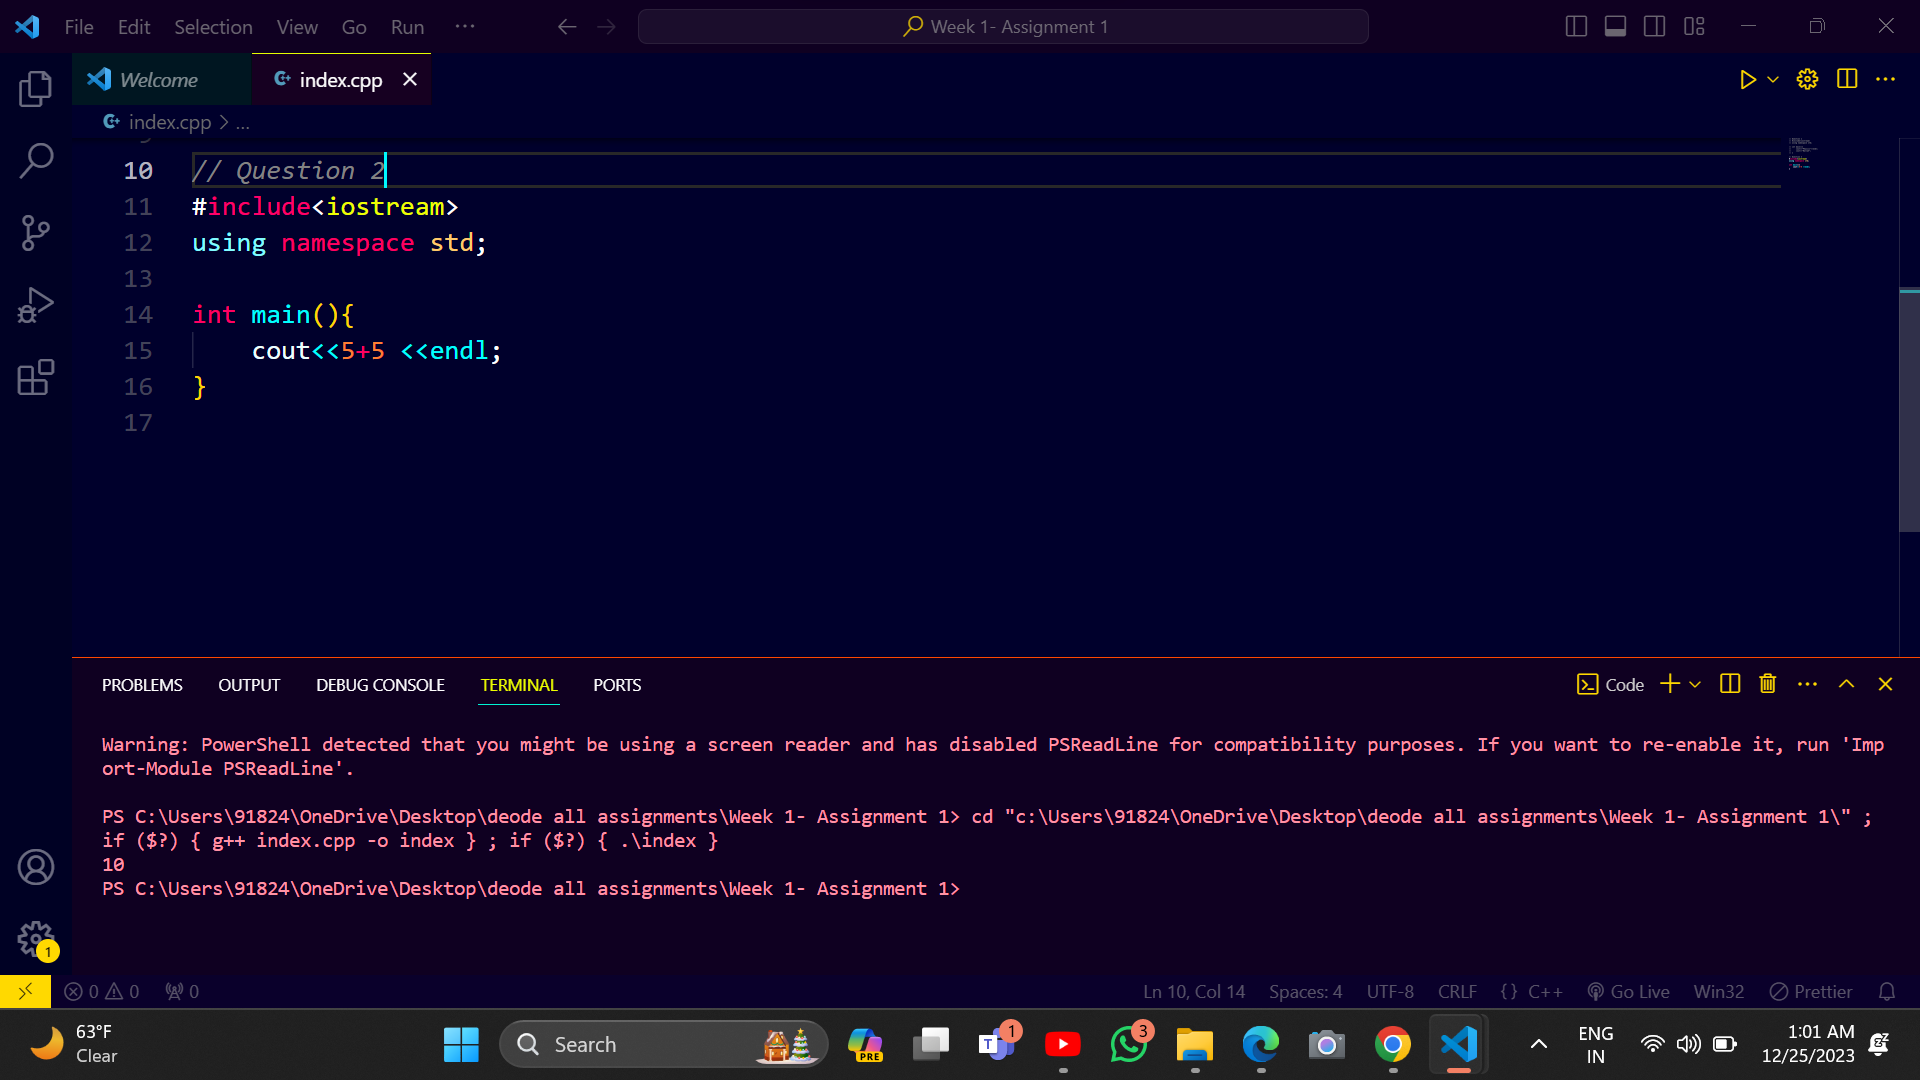 File Edit Selection View Go Run ···
Week 1- Assignment 1
Welcome
index.cpp
index.cpp > ...
10 // Question 2
11 #include<iostream>
12 using namespace std;
13
14 int main(){
15 cout<<5+5 <<endl;
16 }
17
PROBLEMS OUTPUT DEBUG CONSOLE TERMINAL PORTS
Code
Warning: PowerShell detected that you might be using a screen reader and has disabled PSReadLine for compatibility purposes. If you want to re-enable it, run 'Imp
ort-Module PSReadLine'.
PS C:\Users\91824\OneDrive\Desktop\deode all assignments\Week 1- Assignment 1> cd "c:\Users\91824\OneDrive\Desktop\deode all assignments\Week 1- Assignment 1\" ;
if ($?) { g++ index.cpp -o index } ; if ($?) { .\index }
10
PS C:\Users\91824\OneDrive\Desktop\deode all assignments\Week 1- Assignment 1>
1
0 0 0
Ln 10, Col 14 Spaces: 4 UTF-8 CRLF {} C++ Go Live Win32 Prettier
63°F
Clear
Search
PRE
T 1
3
ENG
IN
1:01 AM
12/25/2023